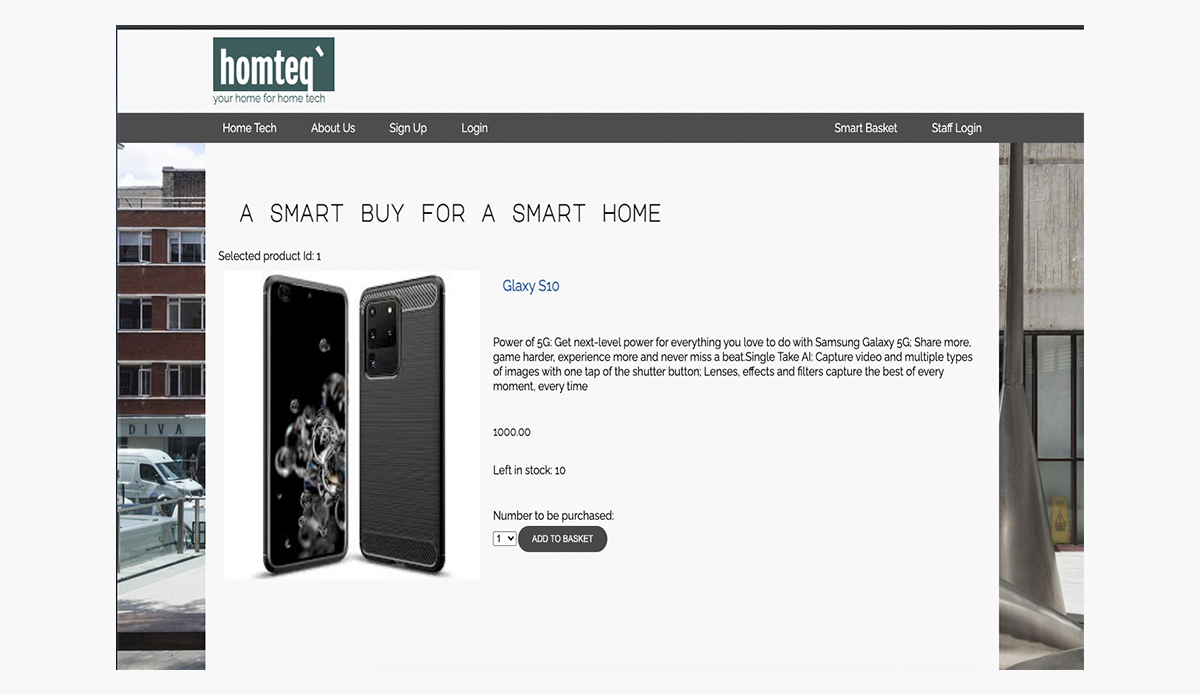 homteq`
your home for home tech
Home Tech About Us Sign Up Login Smart Basket Staff Login
A SMART BUY FOR A SMART HOME
Selected product Id: 1
Glaxy S10
Power of 5G: Get next-level power for everything you love to do with Samsung Galaxy 5G; Share more,
game harder, experience more and never miss a beat.Single Take AI: Capture video and multiple types
of images with one tap of the shutter button; Lenses, effects and filters capture the best of every
moment, every time
1000.00
Left in stock: 10
Number to be purchased:
1 ADD TO BASKET
DIVA